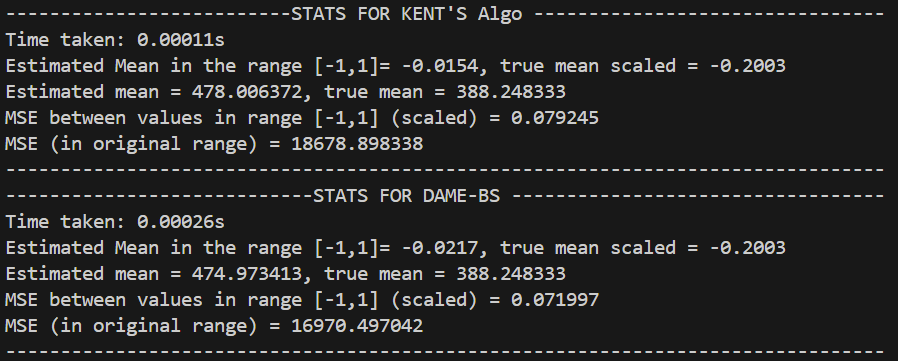 --------------------------STATS FOR KENT'S Algo --------------------------------
Time taken: 0.00011s
Estimated Mean in the range [-1,1]= -0.0154, true mean scaled = -0.2003
Estimated mean = 478.006372, true mean = 388.248333
MSE between values in range [-1,1] (scaled) = 0.079245
MSE (in original range) = 18678.898338
--------------------------------------------------------------------------------
----------------------------STATS FOR DAME-BS ----------------------------------
Time taken: 0.00026s
Estimated Mean in the range [-1,1]= -0.0217, true mean scaled = -0.2003
Estimated mean = 474.973413, true mean = 388.248333
MSE between values in range [-1,1] (scaled) = 0.071997
MSE (in original range) = 16970.497042
--------------------------------------------------------------------------------